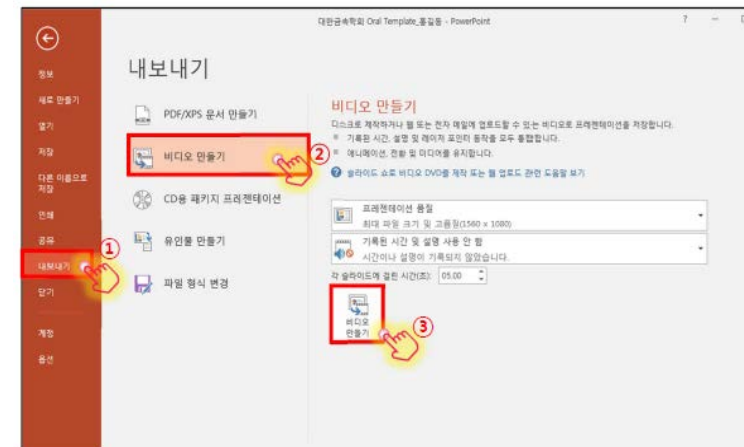 대한금속학회 Oral Template_홍길동 - PowerPoint
?
정보
새로 만들기
열기
저장
다른 이름으로
저장
인쇄
공유
내보내기
닫기
계정
옵션
①
내보내기
PDF/XPS 문서 만들기
비디오 만들기
②
CD용 패키지 프레젠테이션
유인물 만들기
파일 형식 변경
비디오 만들기
디스크로 제작하거나 웹 또는 전자 메일에 업로드할 수 있는 비디오로 프레젠테이션을 저장합니다.
기록된 시간, 설명 및 레이저 포인터 동작을 모두 통합합니다.
애니메이션, 전환 및 미디어를 유지합니다.
슬라이드 쇼로 비디오 DVD를 제작 또는 웹 업로드 관련 도움말 보기
프레젠테이션 품질
최대 파일 크기 및 고품질(1560 x 1080)
기록된 시간 및 설명 사용 안 함
시간이나 설명이 기록되지 않았습니다.
각 슬라이드에 걸린 시간(초): 05.00
비디오
만들기
③